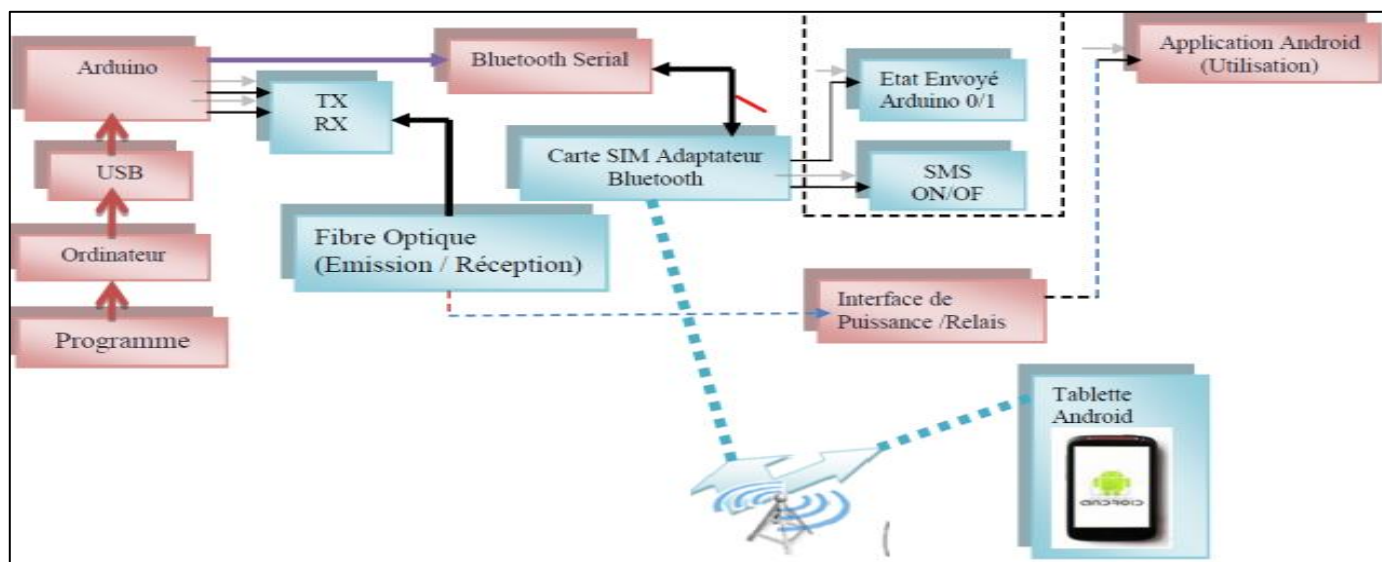 Arduino
Bluetooth Serial
Application Android
(Utilisation)
TX
RX
Etat Envoyé
Arduino 0/1
USB
Carte SIM Adaptateur
Bluetooth
SMS
ON/OF
Ordinateur
Fibre Optique
(Emission / Réception)
Interface de
Puissance /Relais
Programme
Tablette
Android
(